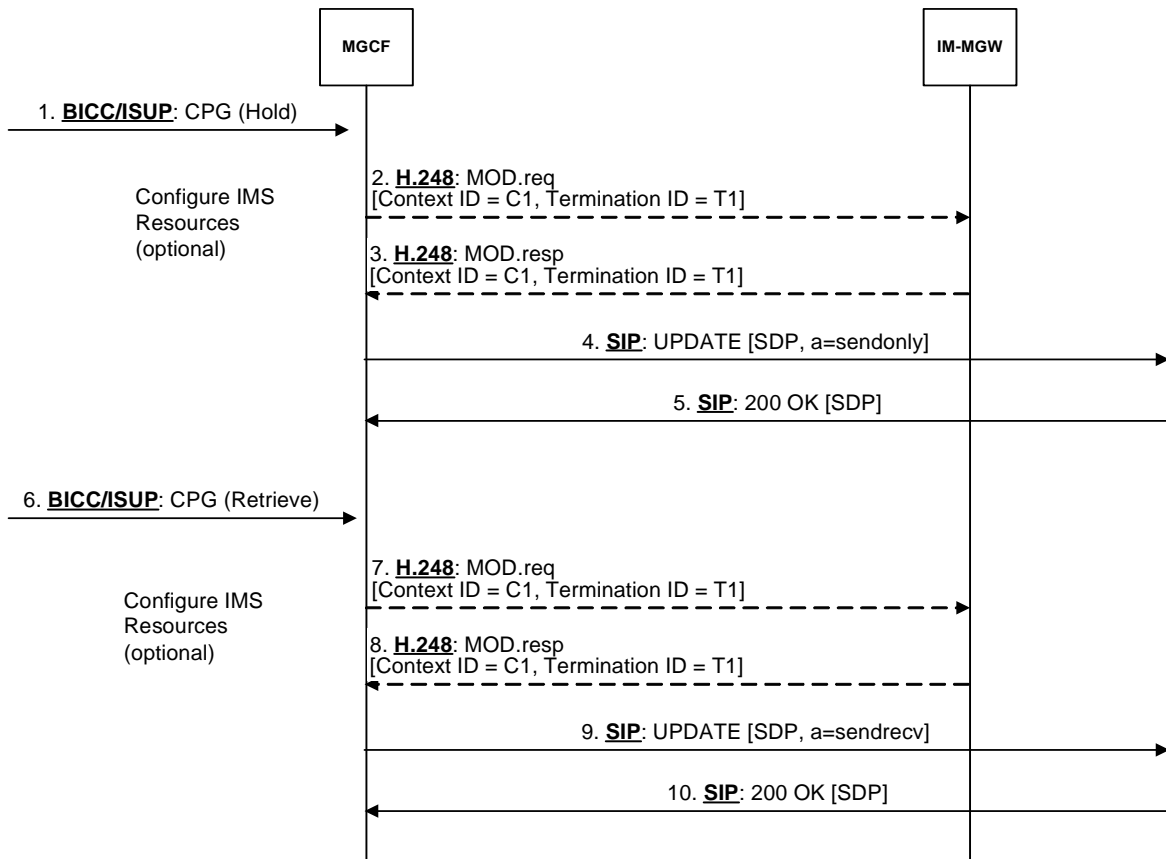 MGCF
IM-MGW
1. BICC/ISUP: CPG (Hold)
Configure IMS
Resources
(optional)
2. H.248: MOD.req
[Context ID = C1, Termination ID = T1]
3. H.248: MOD.resp
[Context ID = C1, Termination ID = T1]
4. SIP: UPDATE [SDP, a=sendonly]
5. SIP: 200 OK [SDP]
6. BICC/ISUP: CPG (Retrieve)
Configure IMS
Resources
(optional)
7. H.248: MOD.req
[Context ID = C1, Termination ID = T1]
8. H.248: MOD.resp
[Context ID = C1, Termination ID = T1]
9. SIP: UPDATE [SDP, a=sendrecv]
10. SIP: 200 OK [SDP]